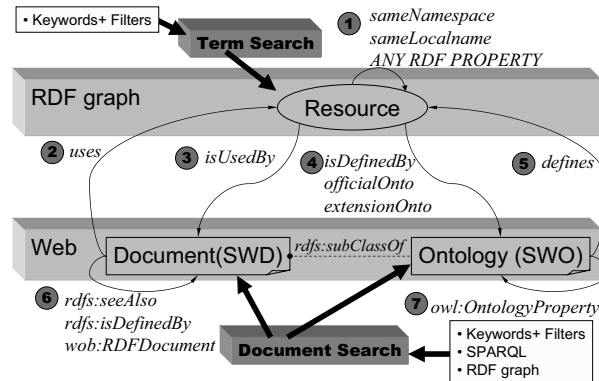 • Keywords+ Filters
Term Search
1 sameNamespace
sameLocalname
ANY RDF PROPERTY
RDF graph
Resource
2 uses
3 isUsedBy
4 isDefinedBy
officialOnto
extensionOnto
5 defines
Web
Document(SWD)
rdfs:subClassOf
Ontology (SWO)
6 rdfs:seeAlso
rdfs:isDefinedBy
wob:RDFDocument
7 owl:OntologyProperty
Document Search
• Keywords+ Filters
• SPARQL
• RDF graph